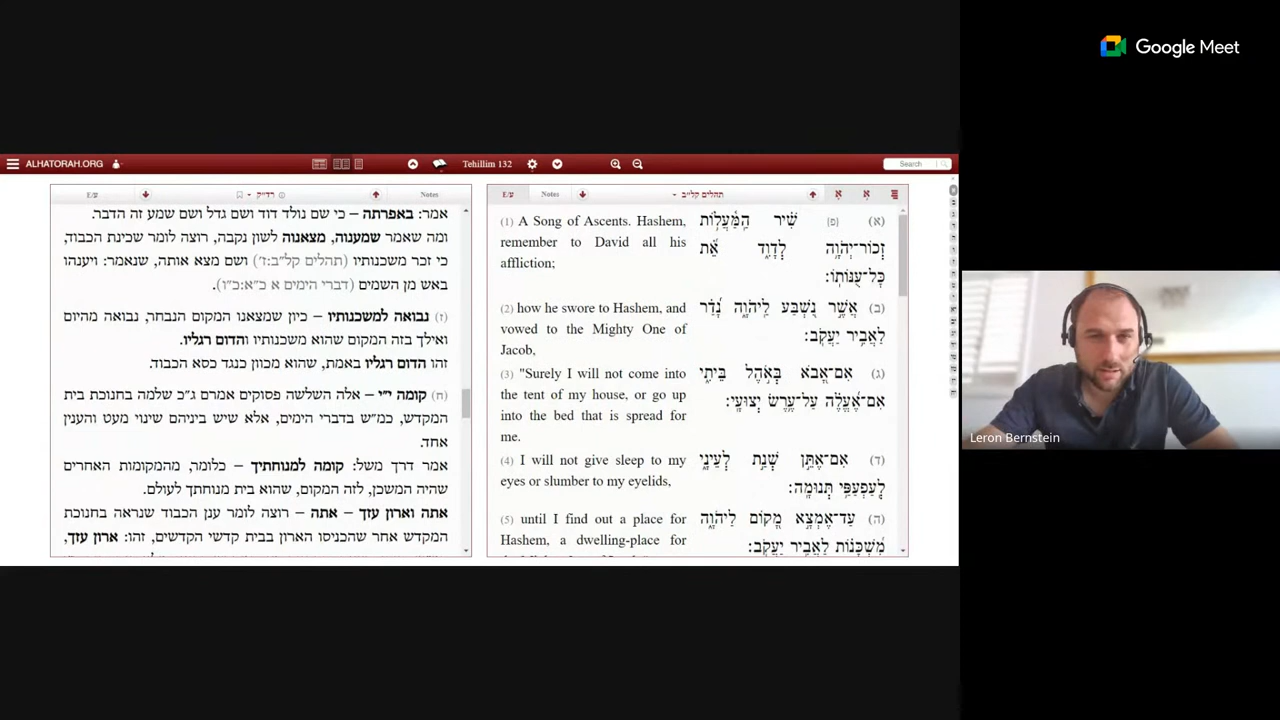 Google Meet
ALHATORAH.ORG
Tehillim 132
Search
ע/E
רד״ק
Notes
אמר: באפרתה – כי שם נולד דוד ושם גדל ושם שמע זה הדבר.
ומה שאמר שמענוה, מצאנוה לשון נקבה, רוצה לומר שכינת הכבוד,
כי זכר משכנותיו (תהלים קל״ב:ז׳) ושם מצא אותה, שנאמר: ויענהו
באש מן השמים (דברי הימים א כ״א:כ״ו).
(ז) נבואה למשכנותיו – כיון שמצאנו המקום הנבחר, נבואה מהיום
ואילך בזה המקום שהוא משכנותיו והדום רגליו.
זהו הדום רגליו באמת, שהוא מכוון כנגד כסא הכבוד.
(ח) קומה י״י – אלה השלשה פסוקים אמרם ג״כ שלמה בחנוכת בית
המקדש, כמ״ש בדברי הימים, אלא שיש ביניהם שינוי מעט והענין
אחד.
אמר דרך משל: קומה למנוחתיך – כלומר, מהמקומות האחרים
שהיה המשכן, לזה המקום, שהוא בית מנוחתך לעולם.
אתה וארון עזך – אתה – רוצה לומר ענן הכבוד שנראה בחנוכת
המקדש אחר שהכניסו הארון בבית קדשי הקדשים, זהו: ארון עזך,
ע/E
Notes
תהלים קל״ב
(1) A Song of Ascents. Hashem,
remember to David all his
affliction;
(א) [פ] שִׁיר הַֽמַּ֫עֲל֥וֹת
זְכוֹר־יְהֹוָ֥ה לְדָוִ֑ד אֵ֝֗ת
כׇּל־עֻנּוֹתֽוֹ׃
(2) how he swore to Hashem, and
vowed to the Mighty One of
Jacob,
(ב) אֲשֶׁ֣ר נִ֭שְׁבַּע לַיהֹוָ֑ה נָ֝דַ֗ר
לַאֲבִ֥יר יַעֲקֹֽב׃
(3) "Surely I will not come into
the tent of my house, or go up
into the bed that is spread for
me.
(ג) אִם־אָ֭בֹא בְּאֹ֣הֶל בֵּיתִ֑י
אִם־אֶ֝עֱלֶ֗ה עַל־עֶ֥רֶשׂ יְצוּעָֽי׃
(4) I will not give sleep to my
eyes or slumber to my eyelids,
(ד) אִם־אֶתֵּ֣ן שְׁנַ֣ת לְעֵינָ֑י
לְֽעַפְעַפַּ֥י תְּנוּמָֽה׃
(5) until I find out a place for
Hashem, a dwelling-place for
(ה) עַד־אֶמְצָ֣א מָ֭קוֹם לַיהֹוָ֑ה
מִ֝שְׁכָּנ֗וֹת לַאֲבִ֥יר יַעֲקֹֽב׃
Leron Bernstein